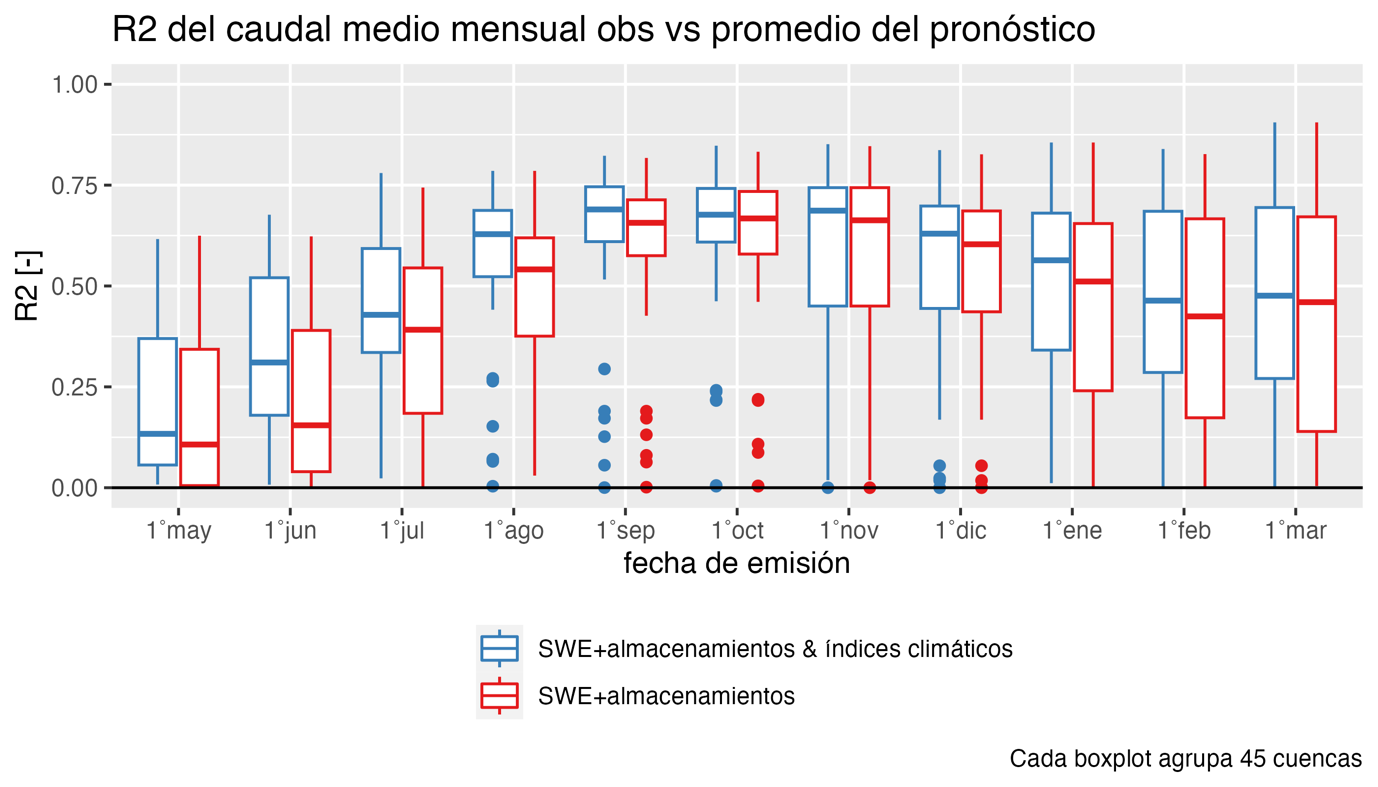 R2 del caudal medio mensual obs vs promedio del pronóstico
R2 [-]
1.00
0.75
0.50
0.25
0.00
1°may 1°jun 1°jul 1°ago 1°sep 1°oct 1°nov 1°dic 1°ene 1°feb 1°mar
fecha de emisión
SWE+almacenamientos & índices climáticos
SWE+almacenamientos
Cada boxplot agrupa 45 cuencas